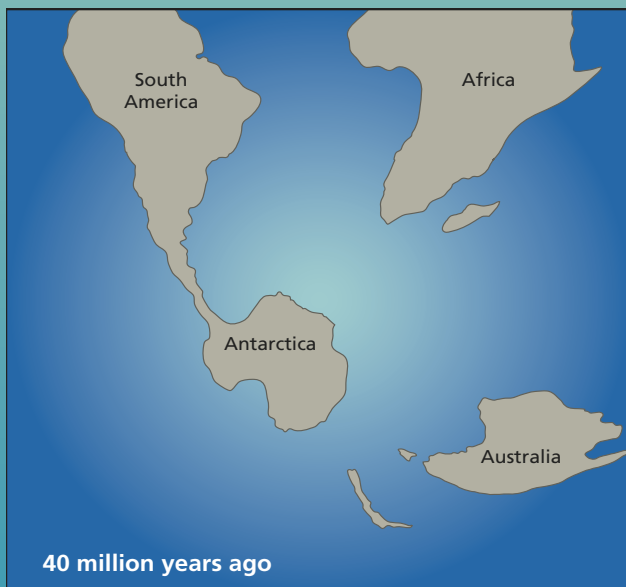 South
America
Africa
Antarctica
Australia
40 million years ago